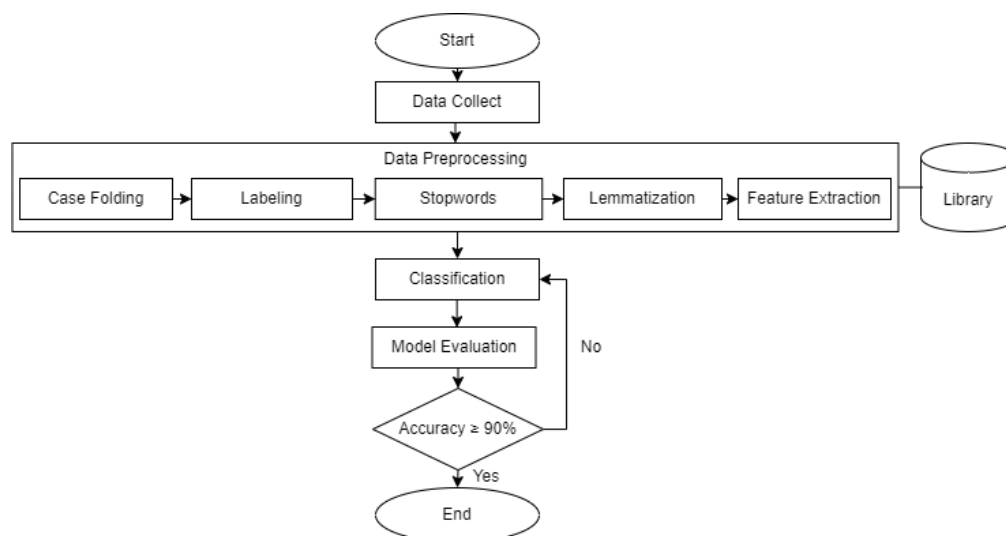 Start
Data Collect
Data Preprocessing
Case Folding
Labeling
Stopwords
Lemmatization
Feature Extraction
Library
Classification
Model Evaluation
No
Accuracy ≥ 90%
Yes
End